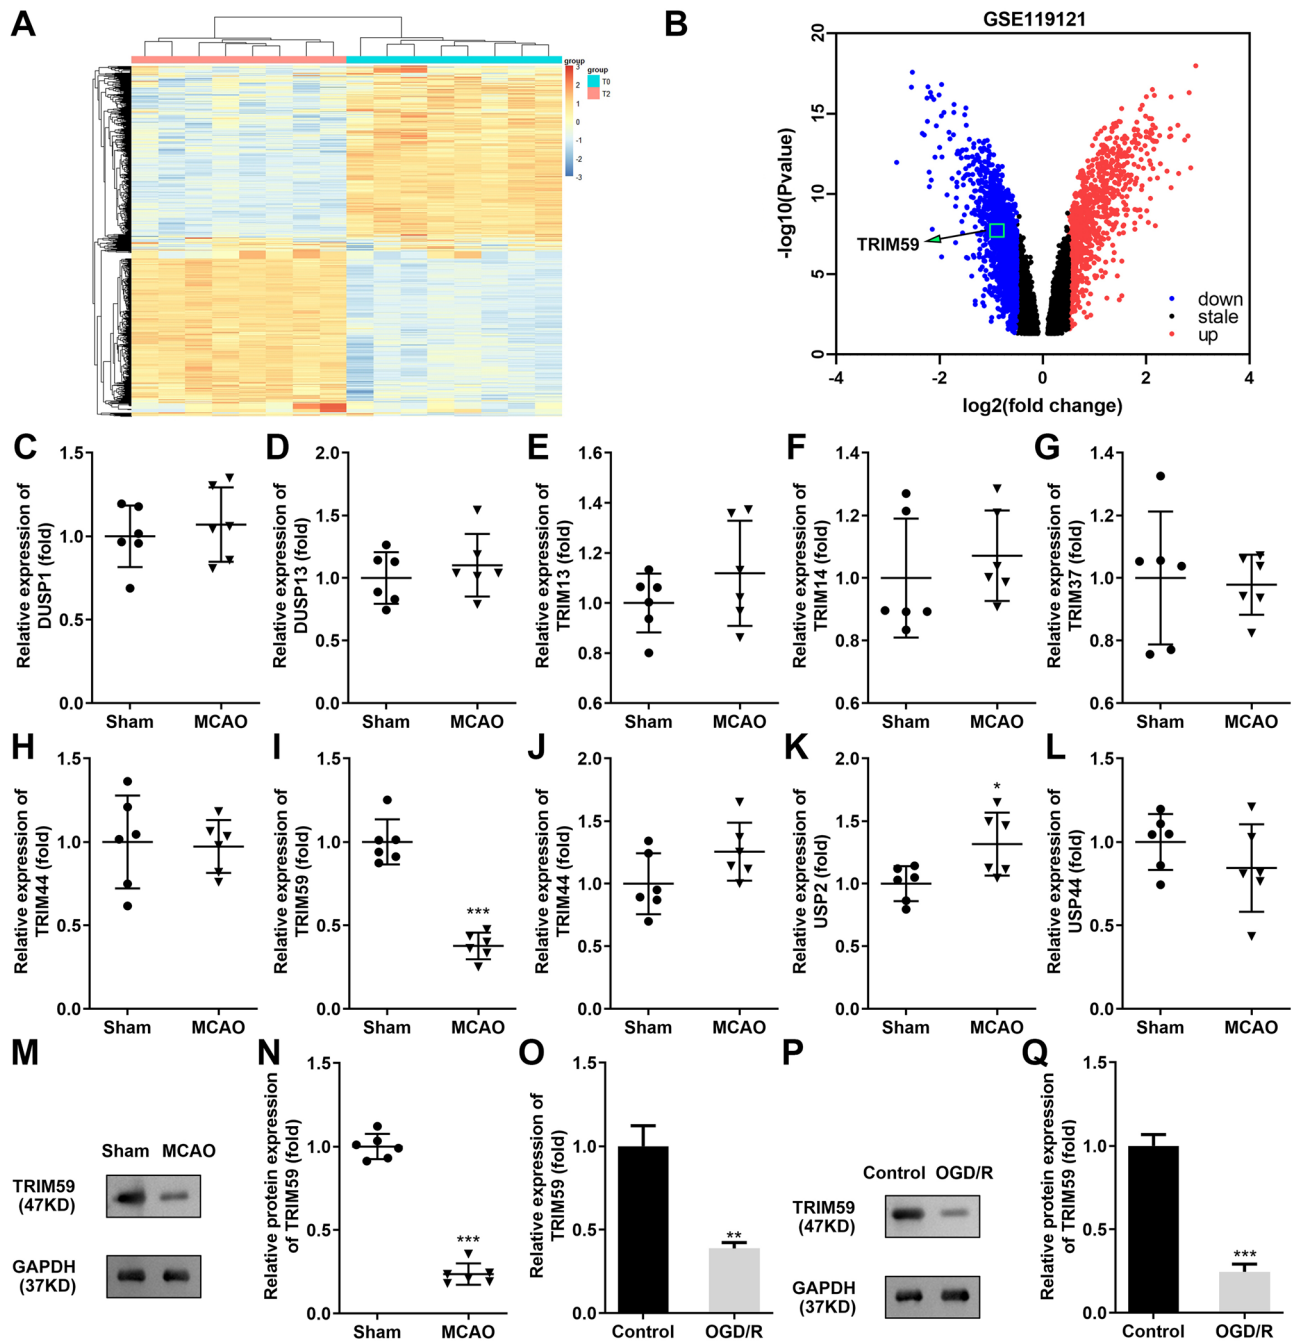 A
group
3
2
1
0
-1
-2
-3
group
T0
T2
B
GSE119121
20
15
10
5
0
-log10(Pvalue)
TRIM59
down
stale
up
-4
-2
0
2
4
log2(fold change)
C
Relative expression of
DUSP1 (fold)
1.5
1.0
0.5
0.0
Sham
MCAO
D
Relative expression of
DUSP13 (fold)
2.0
1.5
1.0
0.5
0.0
Sham
MCAO
E
Relative expression of
TRIM13 (fold)
1.6
1.4
1.2
1.0
0.8
0.6
Sham
MCAO
F
Relative expression of
TRIM14 (fold)
1.4
1.2
1.0
0.8
0.6
Sham
MCAO
G
Relative expression of
TRIM37 (fold)
1.4
1.2
1.0
0.8
0.6
Sham
MCAO
H
Relative expression of
TRIM44 (fold)
1.5
1.0
0.5
0.0
Sham
MCAO
I
Relative expression of
TRIM59 (fold)
1.5
1.0
0.5
0.0
***
Sham
MCAO
J
Relative expression of
TRIM44 (fold)
2.0
1.5
1.0
0.5
0.0
Sham
MCAO
K
Relative expression of
USP2 (fold)
2.0
1.5
1.0
0.5
0.0
*
Sham
MCAO
L
Relative expression of
USP44 (fold)
1.5
1.0
0.5
0.0
Sham
MCAO
M
Sham MCAO
TRIM59
(47KD)
GAPDH
(37KD)
N
Relative protein expression
of TRIM59 (fold)
1.5
1.0
0.5
0.0
***
Sham
MCAO
O
Relative expression of
TRIM59 (fold)
1.5
1.0
0.5
0.0
**
Control
OGD/R
P
Control OGD/R
TRIM59
(47KD)
GAPDH
(37KD)
Q
Relative protein expression
of TRIM59 (fold)
1.5
1.0
0.5
0.0
***
Control
OGD/R